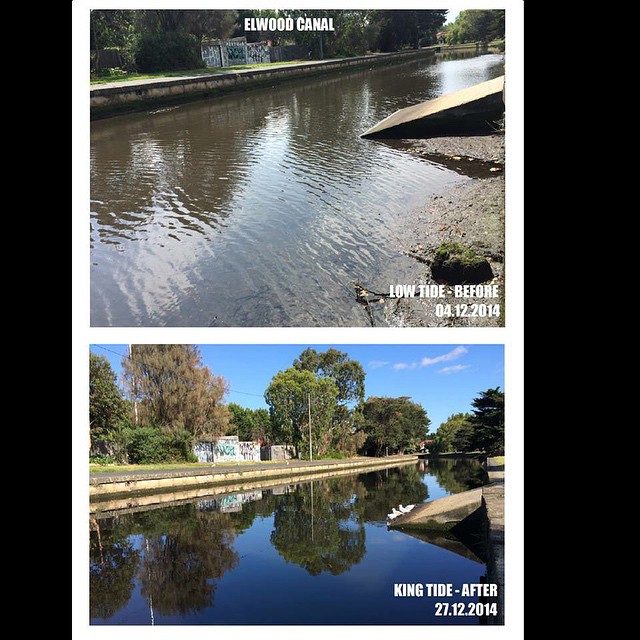 ELWOOD CANAL
LOW TIDE - BEFORE
04.12.2014
KING TIDE - AFTER
27.12.2014